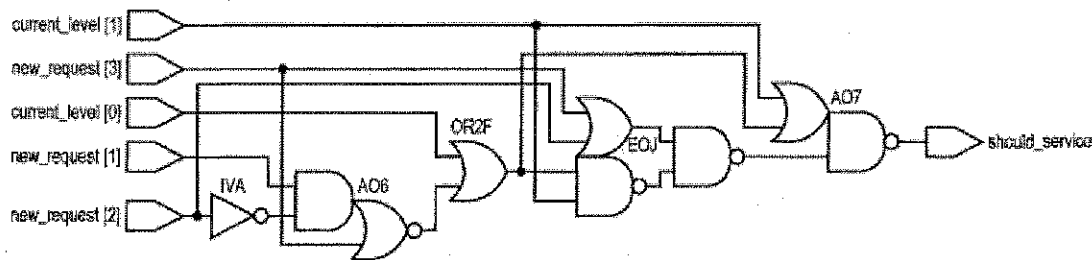 current_level [1]
new_request [3]
current_level [0]
new_request [1]
new_request [2]
IVA
AO6
OR2F
EOJ
AO7
should_service